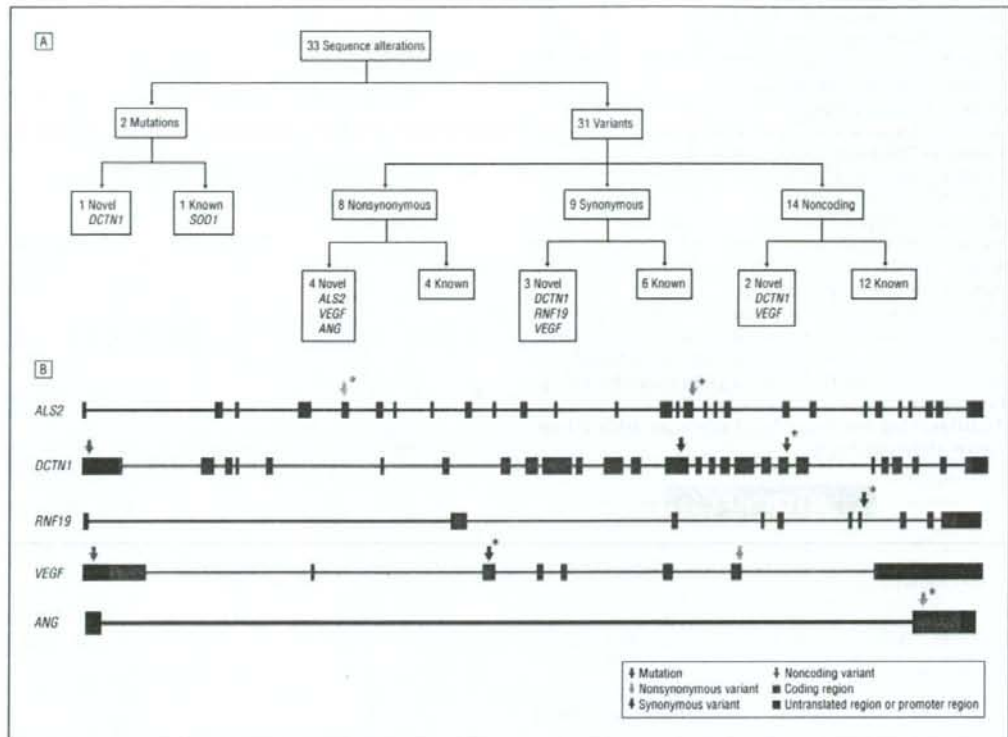 A
33 Sequence alterations
2 Mutations
31 Variants
1 Novel
DCTN1
1 Known
SOD1
8 Nonsynonymous
9 Synonymous
14 Noncoding
4 Novel
ALS2
VEGF
ANG
4 Known
3 Novel
DCTN1
RNF19
VEGF
6 Known
2 Novel
DCTN1
VEGF
12 Known
B
* *
ALS2
*
DCTN1
*
RNF19
*
VEGF
*
ANG
Mutation
Nonsynonymous variant
Synonymous variant
Noncoding variant
Coding region
Untranslated region or promoter region